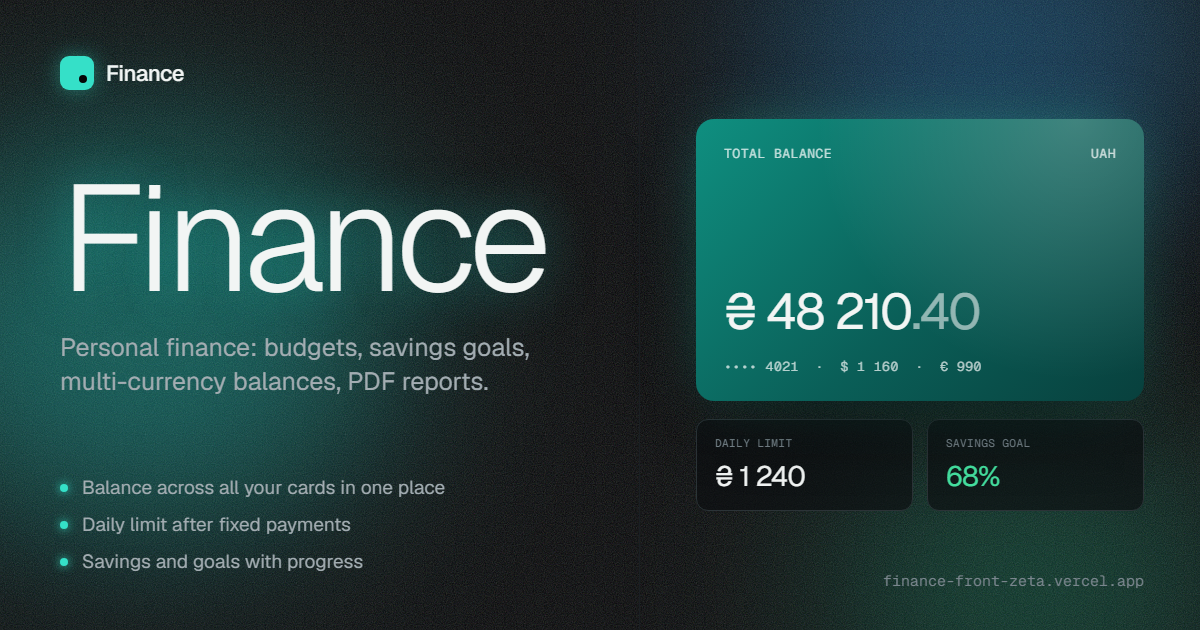 Finance
Finance
Personal finance: budgets, savings goals,
multi-currency balances, PDF reports.
Balance across all your cards in one place
Daily limit after fixed payments
Savings and goals with progress
TOTAL BALANCE
UAH
₴ 48 210.40
•••• 4021 · $ 1 160 · € 990
DAILY LIMIT
₴ 1 240
SAVINGS GOAL
68%
finance-front-zeta.vercel.app